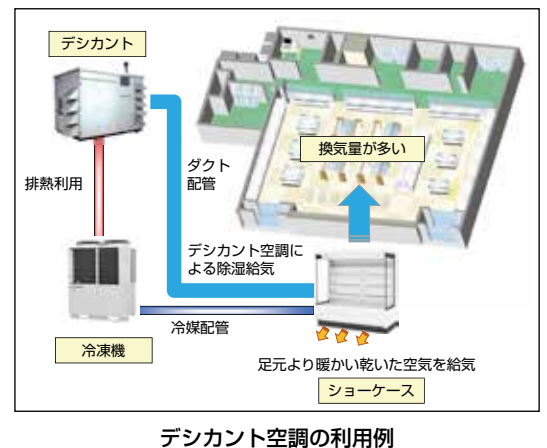 デシカント
換気量が多い
ダクト
配管
排熱利用
デシカント空調に
よる除湿給気
冷媒配管
冷凍機
足元より暖かい乾いた空気を給気
ショーケース
デシカント空調の利用例